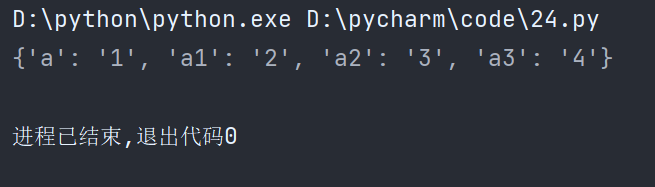 D:\python\python.exe D:\pycharm\code\24.py
{'a': '1', 'a1': '2', 'a2': '3', 'a3': '4'}
进程已结束,退出代码0